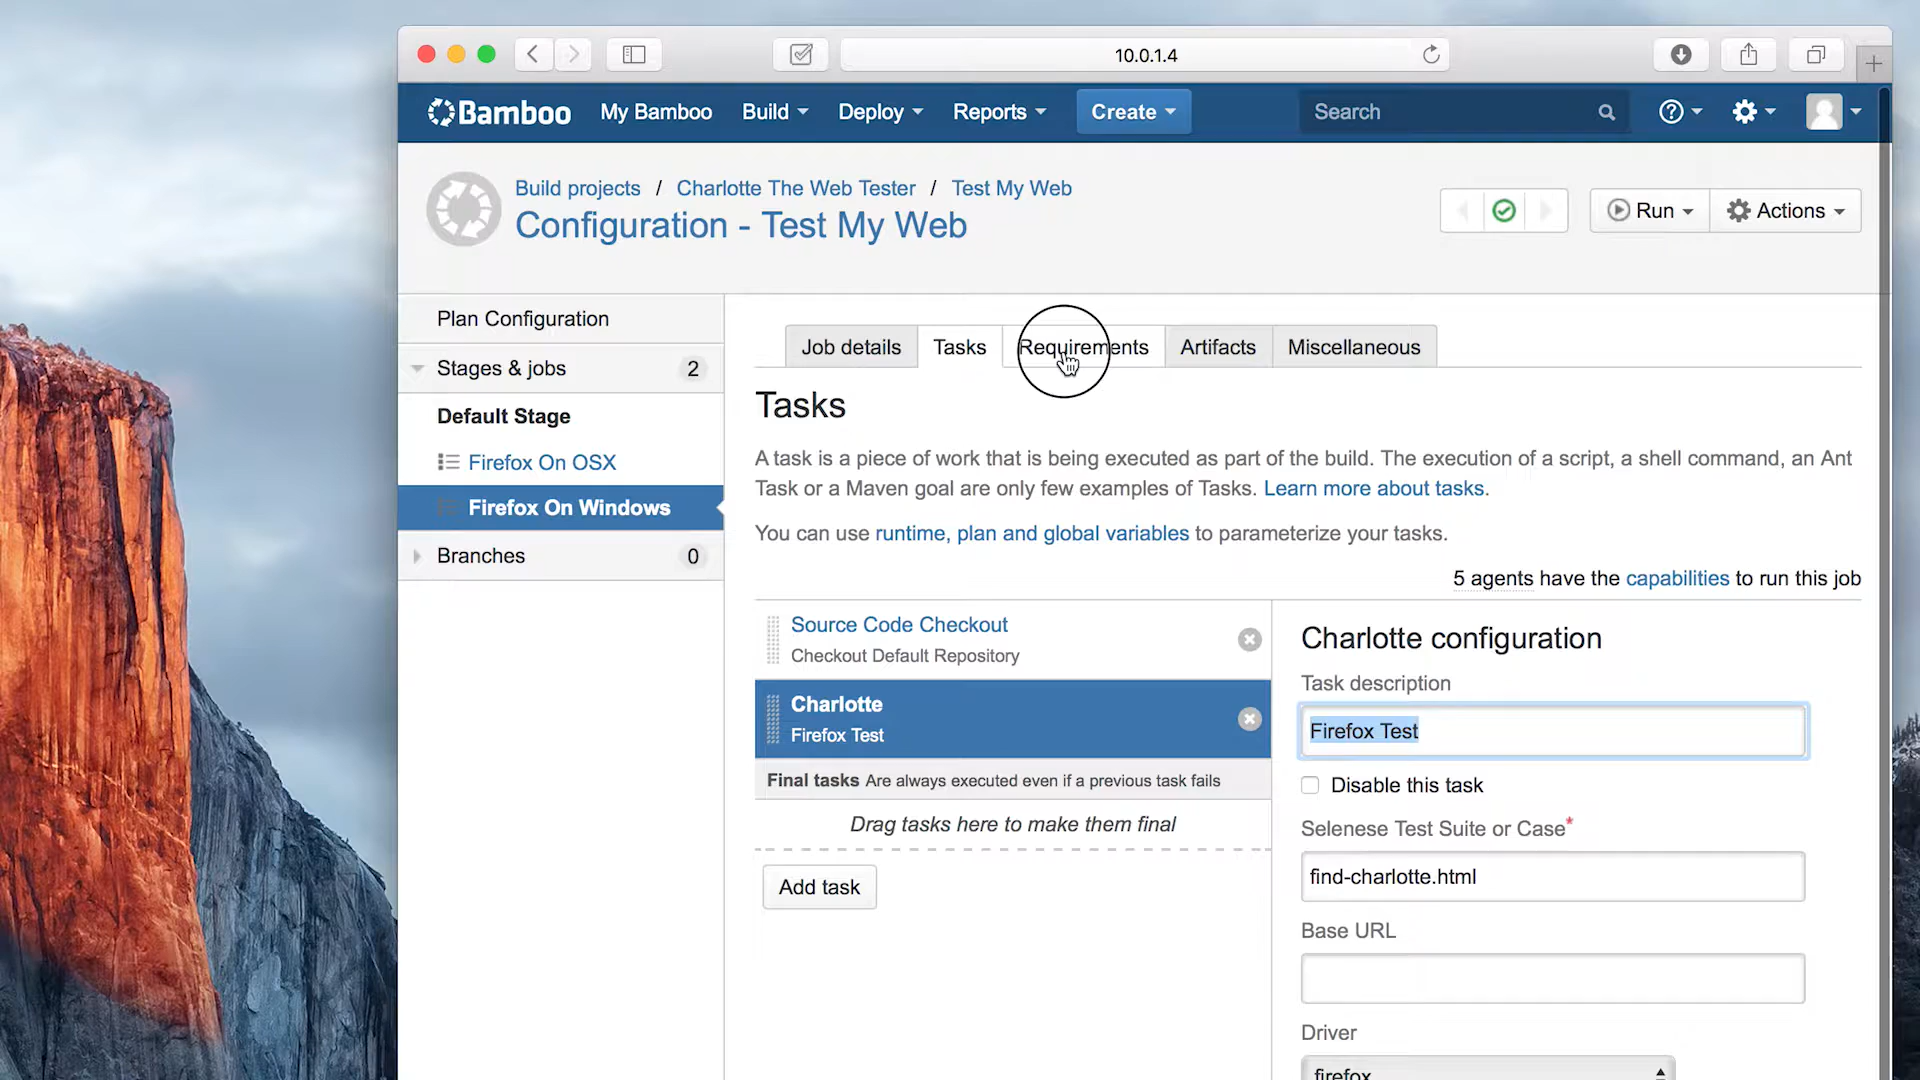 10.0.1.4
Bamboo My Bamboo Build Deploy Reports Create Search
Build projects / Charlotte The Web Tester / Test My Web
Configuration - Test My Web
Run Actions
Plan Configuration
Stages & jobs 2
Default Stage
Firefox On OSX
Firefox On Windows
Branches 0
Job details Tasks Requirements Artifacts Miscellaneous
Tasks
A task is a piece of work that is being executed as part of the build. The execution of a script, a shell command, an Ant
Task or a Maven goal are only few examples of Tasks. Learn more about tasks.
You can use runtime, plan and global variables to parameterize your tasks.
5 agents have the capabilities to run this job
Source Code Checkout
Checkout Default Repository
Charlotte
Firefox Test
Final tasks Are always executed even if a previous task fails
Drag tasks here to make them final
Add task
Charlotte configuration
Task description
Firefox Test
Disable this task
Selenese Test Suite or Case*
find-charlotte.html
Base URL
Driver
firefox